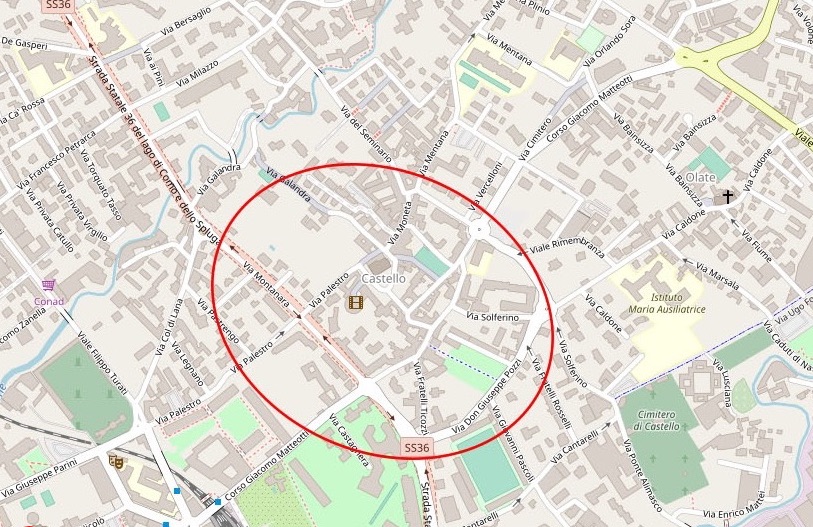 SS36
De Gasperi
Via Bersaglio
Via ai Pini
Via Milazzo
Via Ca Rossa
Via Francesco Petrarca
Via Torquato Tasso
Via Privata Virgilio
Via Privata Catullo
Strada Statale 36 del lago di Como e dello Spluga
Via Galandra
Via Galandra
Via del Seminario
Via Mentana
Via Mentana
Via Me
Plinio
Via Orlando Sora
Corso Giacomo Matteotti
Via Cimitero
Via Vercelloni
Via Moneta
Via Volone
Viale
Via Bainsizza
Via Bainsizza
Via Bainsizza
Olate
Via Caldone
Via Caldone
Via Fiume
Viale Rimembranza
Via Marsala
Istituto
Maria Ausiliatrice
Via Caldone
Via Ugo Fo
Via Caduti di Na
Via Lusciana
Conad
como Zanella
Viale Filippo Turati
Via Col di Lana
Via Pastrengo
Via Legnano
Via Montanara
Via Palestro
Via Palestro
Via Palestro
Castello
Via Solferino
Via Solferino
Via Fratelli Rosselli
Via Don Giuseppe Pozzi
Via Fratelli Ticozzi
Via Giovanni Pascoli
Via Castagnera
SS36
Strada Sta
Corso Giacomo Matteotti
Via Giuseppe Parini
colo
Via Cantarelli
antarelli
Via Ponte Alimasco
Cimitero
di Castello
Via Enrico Mattei